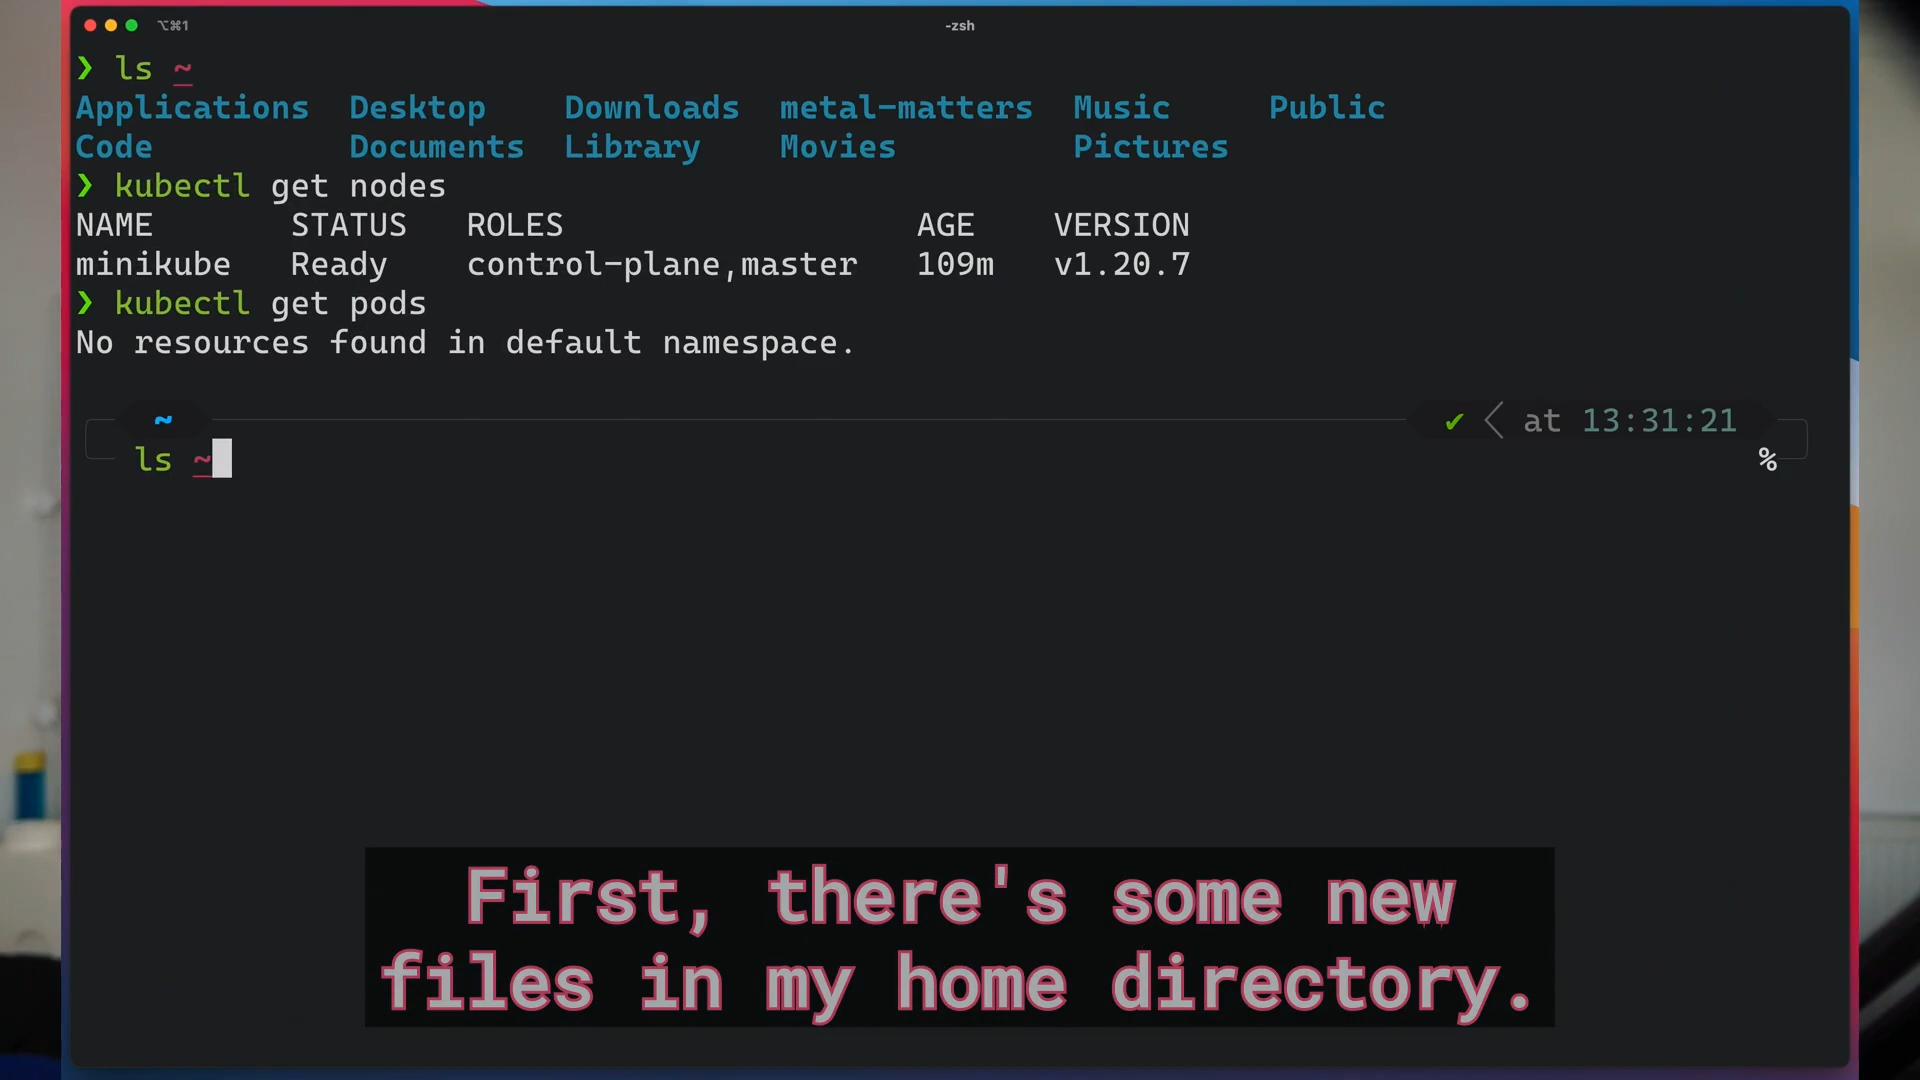 ⌥⌘1 -zsh
❯ ls ~
Applications Desktop Downloads metal-matters Music Public
Code Documents Library Movies Pictures
❯ kubectl get nodes
NAME STATUS ROLES AGE VERSION
minikube Ready control-plane,master 109m v1.20.7
❯ kubectl get pods
No resources found in default namespace.
~ ✔ at 13:31:21
ls ~ %
First, there's some new
files in my home directory.